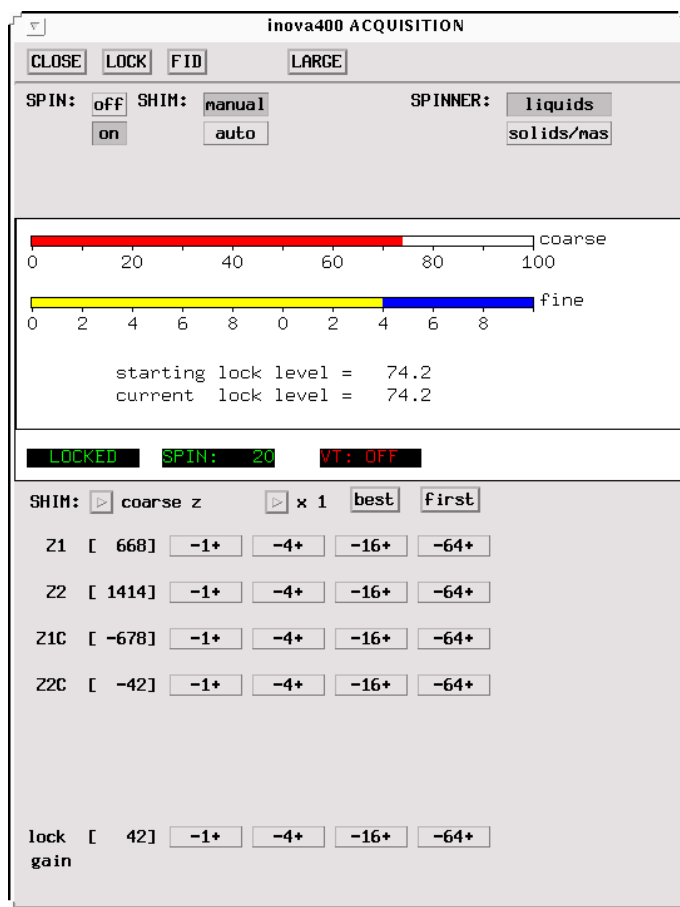 inova400 ACQUISITION
CLOSE LOCK FID LARGE
SPIN: off SHIM: manual SPINNER: liquids
on auto solids/mas
coarse
0 20 40 60 80 100
fine
0 2 4 6 8 0 2 4 6 8
starting lock level = 74.2
current lock level = 74.2
LOCKED SPIN: 20 VT: OFF
SHIM: coarse z x 1 best first
Z1 [ 668] -1+ -4+ -16+ -64+
Z2 [ 1414] -1+ -4+ -16+ -64+
Z1C [ -678] -1+ -4+ -16+ -64+
Z2C [ -42] -1+ -4+ -16+ -64+
lock [ 42] -1+ -4+ -16+ -64+
gain